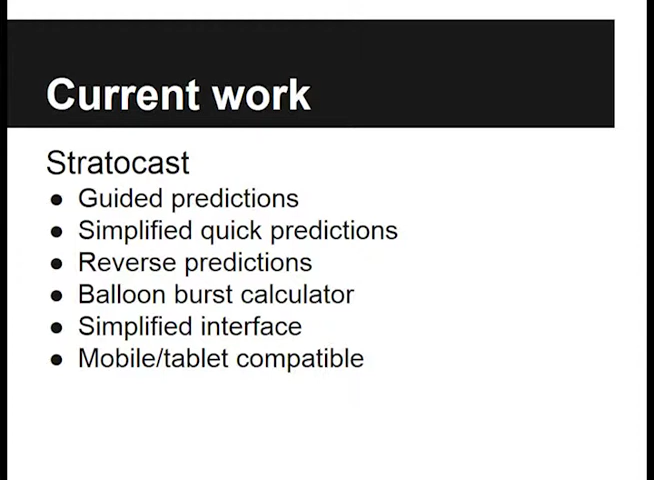 Current work
Stratocast
● Guided predictions
● Simplified quick predictions
● Reverse predictions
● Balloon burst calculator
● Simplified interface
● Mobile/tablet compatible